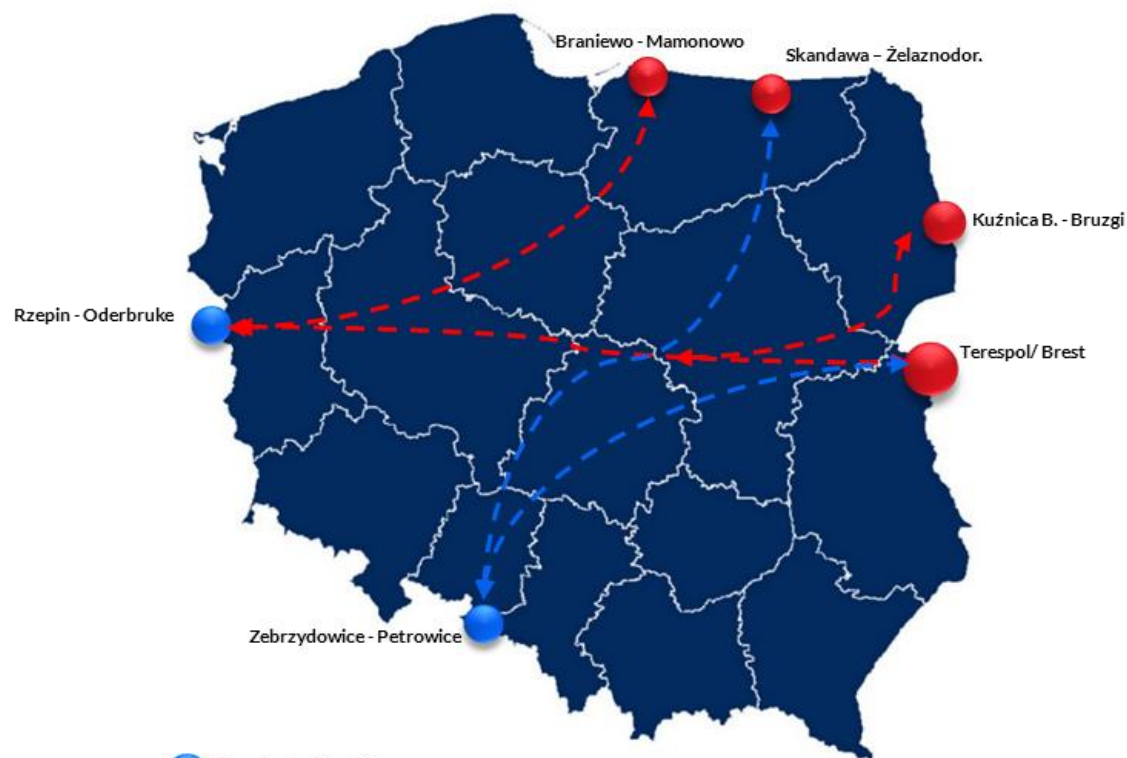 Braniewo - Mamonowo
Skandawa – Żelaznodor.
Kuźnica B. - Bruzgi
Rzepin - Oderbruke
Terespol/ Brest
Zebrzydowice - Petrowice